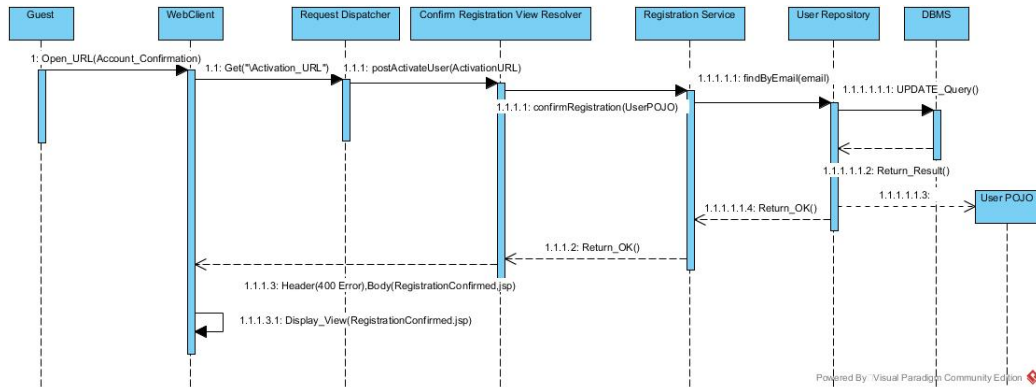 Guest
WebClient
Request Dispatcher
Confirm Registration View Resolver
Registration Service
User Repository
DBMS
1: Open_URL(Account_Confirmation)
1.1: Get("\Activation_URL")
1.1.1: postActivateUser(ActivationURL)
1.1.1.1: confirmRegistration(UserPOJO)
1.1.1.1.1: findByEmail(email)
1.1.1.1.1.1: UPDATE_Query()
1.1.1.1.1.2: Return_Result()
1.1.1.1.1.3:
User POJO
1.1.1.1.1.4: Return_OK()
1.1.1.2: Return_OK()
1.1.1.3: Header(400 Error),Body(RegistrationConfirmed.jsp)
1.1.1.3.1: Display_View(RegistrationConfirmed.jsp)
Powered By Visual Paradigm Community Edition